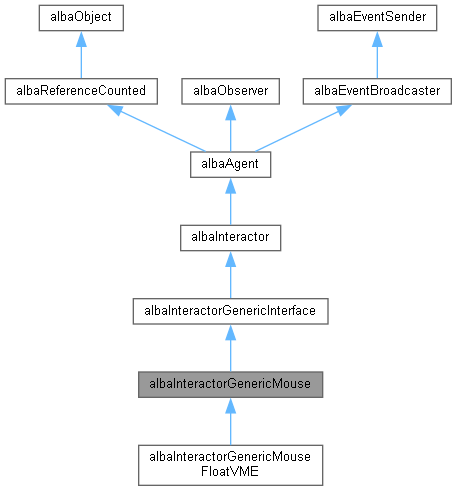 albaObject
albaEventSender
albaReferenceCounted
albaObserver
albaEventBroadcaster
albaAgent
albaInteractor
albaInteractorGenericInterface
albaInteractorGenericMouse
albaInteractorGenericMouse
FloatVME